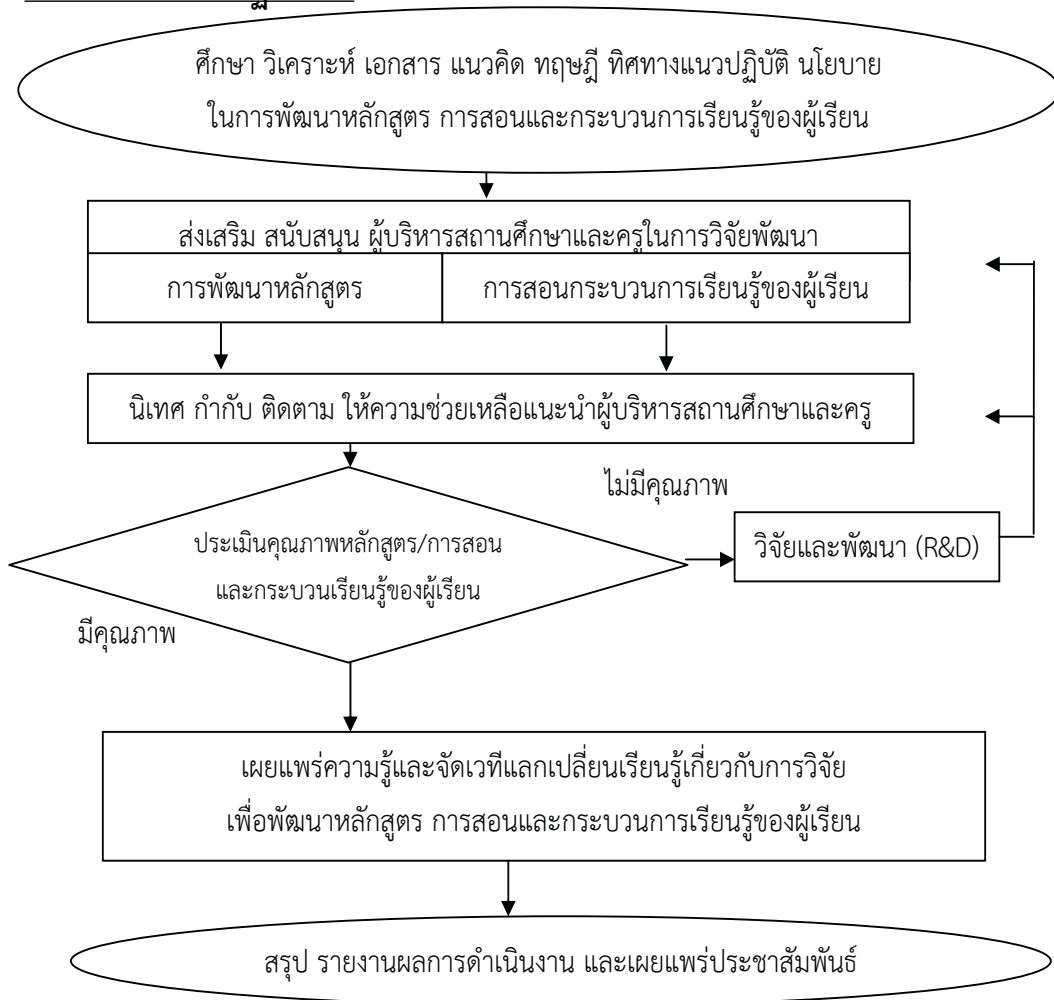 ศึกษา วิเคราะห์ เอกสาร แนวคิด ทฤษฎี ทิศทางแนวปฏิบัติ นโยบาย
ในการพัฒนาหลักสูตร การสอนและกระบวนการเรียนรู้ของผู้เรียน
ส่งเสริม สนับสนุน ผู้บริหารสถานศึกษาและครูในการวิจัยพัฒนา
การพัฒนาหลักสูตร
การสอนกระบวนการเรียนรู้ของผู้เรียน
นิเทศ กำกับ ติดตาม ให้ความช่วยเหลือแนะนำผู้บริหารสถานศึกษาและครู
ไม่มีคุณภาพ
ประเมินคุณภาพหลักสูตร/การสอน
และกระบวนเรียนรู้ของผู้เรียน
วิจัยและพัฒนา (R&D)
มีคุณภาพ
เผยแพร่ความรู้และจัดเวทีแลกเปลี่ยนเรียนรู้เกี่ยวกับการวิจัย
เพื่อพัฒนาหลักสูตร การสอนและกระบวนการเรียนรู้ของผู้เรียน
สรุป รายงานผลการดำเนินงาน และเผยแพร่ประชาสัมพันธ์